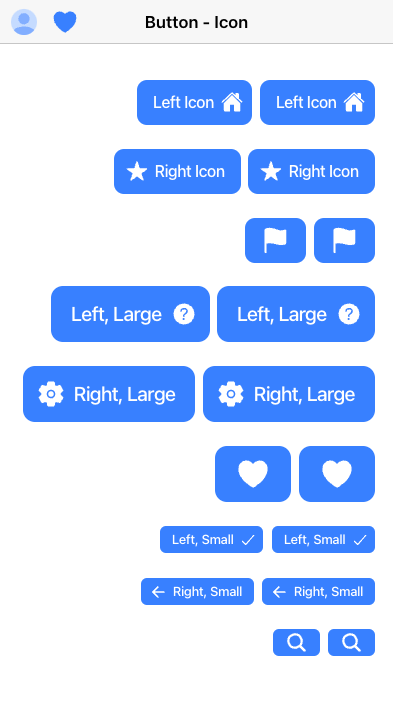 Button - Icon
Left Icon Left Icon
Right Icon Right Icon
Left, Large ? Left, Large ?
Right, Large Right, Large
Left, Small Left, Small
Right, Small Right, Small